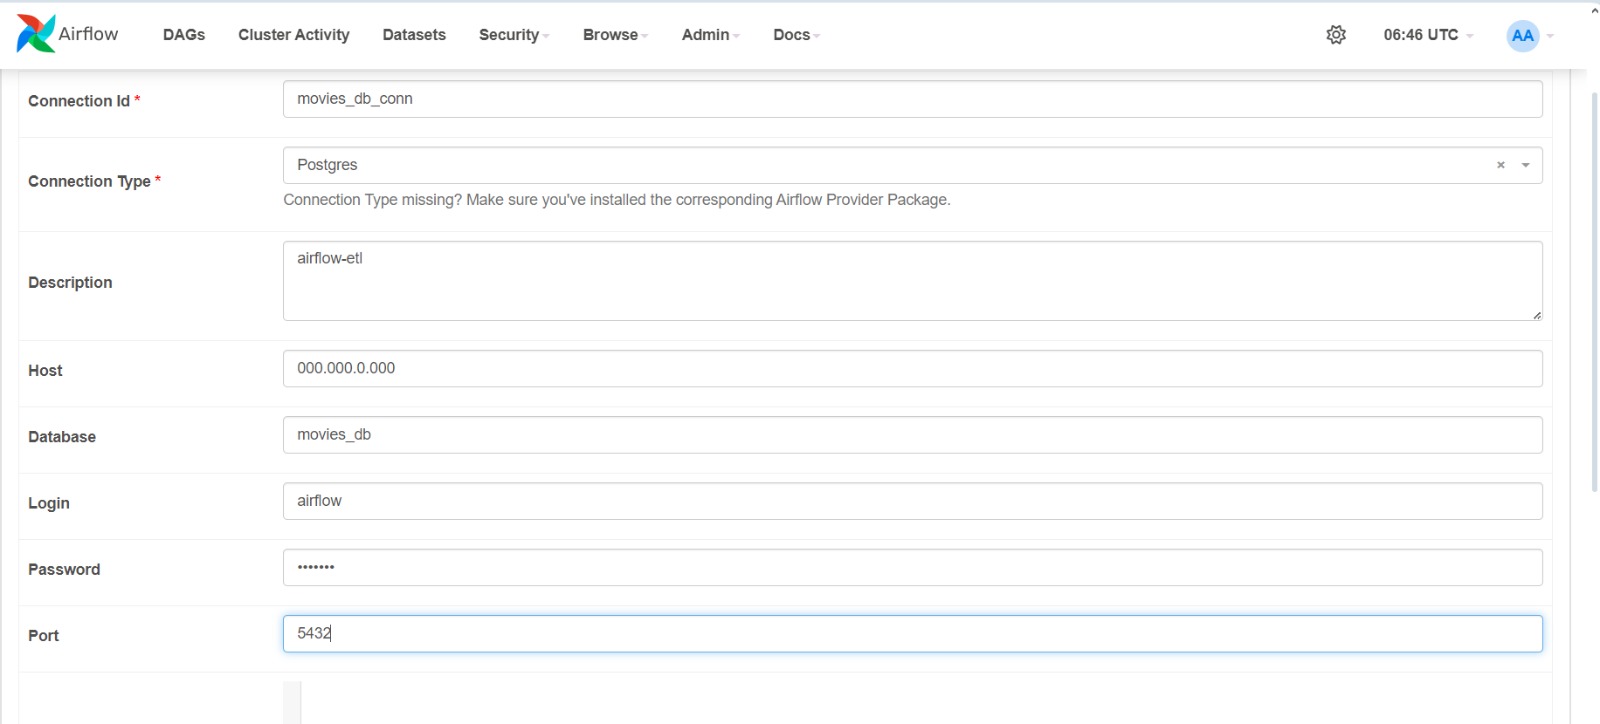 Airflow DAGs Cluster Activity Datasets Security Browse Admin Docs 06:46 UTC AA
Connection Id * movies_db_conn
Connection Type * Postgres × 
Connection Type missing? Make sure you've installed the corresponding Airflow Provider Package.
Description airflow-etl
Host 000.000.0.000
Database movies_db
Login airflow
Password •••••••
Port 5432